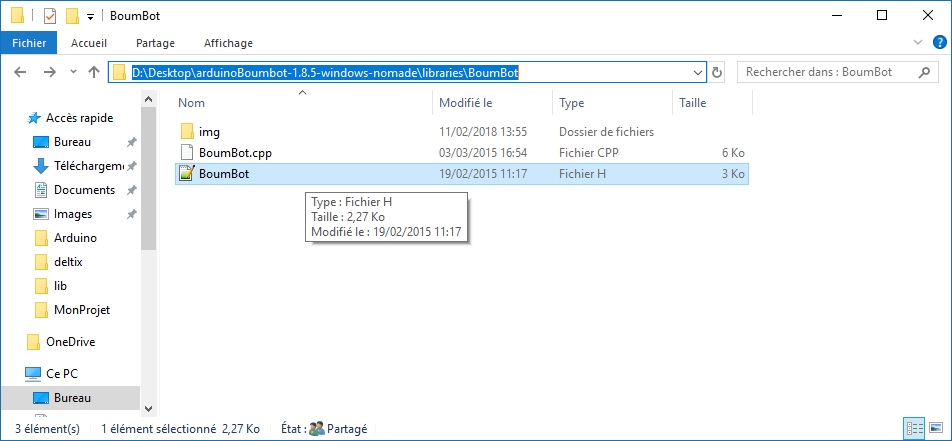 BoumBot
Fichier Accueil Partage Affichage
D:\Desktop\arduinoBoumbot-1.8.5-windows-nomade\libraries\BoumBot
Rechercher dans : BoumBot
Nom Modifié le Type Taille
Accès rapide
Bureau
Téléchargeme
Documents
Images
Arduino
deltix
lib
MonProjet
OneDrive
Ce PC
Bureau
img 11/02/2018 13:55 Dossier de fichiers
BoumBot.cpp 03/03/2015 16:54 Fichier CPP 6 Ko
BoumBot 19/02/2015 11:17 Fichier H 3 Ko
Type : Fichier H
Taille : 2,27 Ko
Modifié le : 19/02/2015 11:17
3 élément(s) 1 élément sélectionné 2,27 Ko État : Partagé